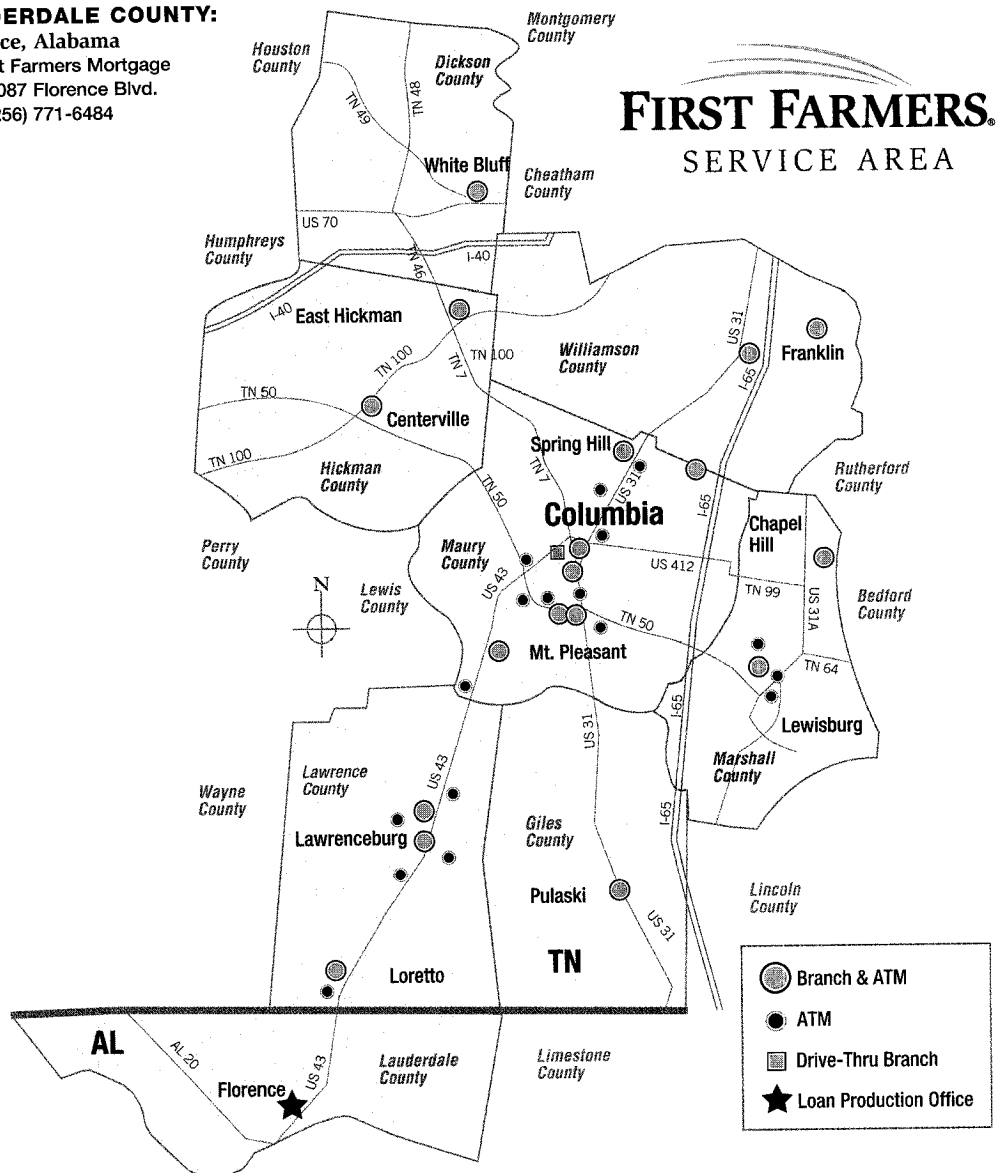 ERDALE COUNTY:
ce, Alabama
t Farmers Mortgage
087 Florence Blvd.
256) 771-6484
FIRST FARMERS®
SERVICE AREA
Montgomery
County
Houston
County
Dickson
County
TN 49
TN 48
White Bluff
Cheatham
County
US 70
Humphreys
County
TN 46
I-40
I-40
East Hickman
TN 100
TN 7
TN 100
Williamson
County
US 31
I-65
Franklin
TN 50
Centerville
TN 100
Hickman
County
Spring Hill
TN 7
US 31
TN 50
I-65
Rutherford
County
Columbia
Chapel
Hill
Perry
County
Maury
County
US 43
US 412
Lewis
County
TN 99
US 31A
Bedford
County
N
TN 50
Mt. Pleasant
TN 64
I-65
US 31
Lewisburg
Marshall
County
US 43
Lawrence
County
Wayne
County
I-65
Giles
County
Lawrenceburg
Pulaski
US 31
Lincoln
County
TN
Loretto
AL
AL 20
US 43
Lauderdale
County
Limestone
County
Florence
Branch & ATM
ATM
Drive-Thru Branch
Loan Production Office